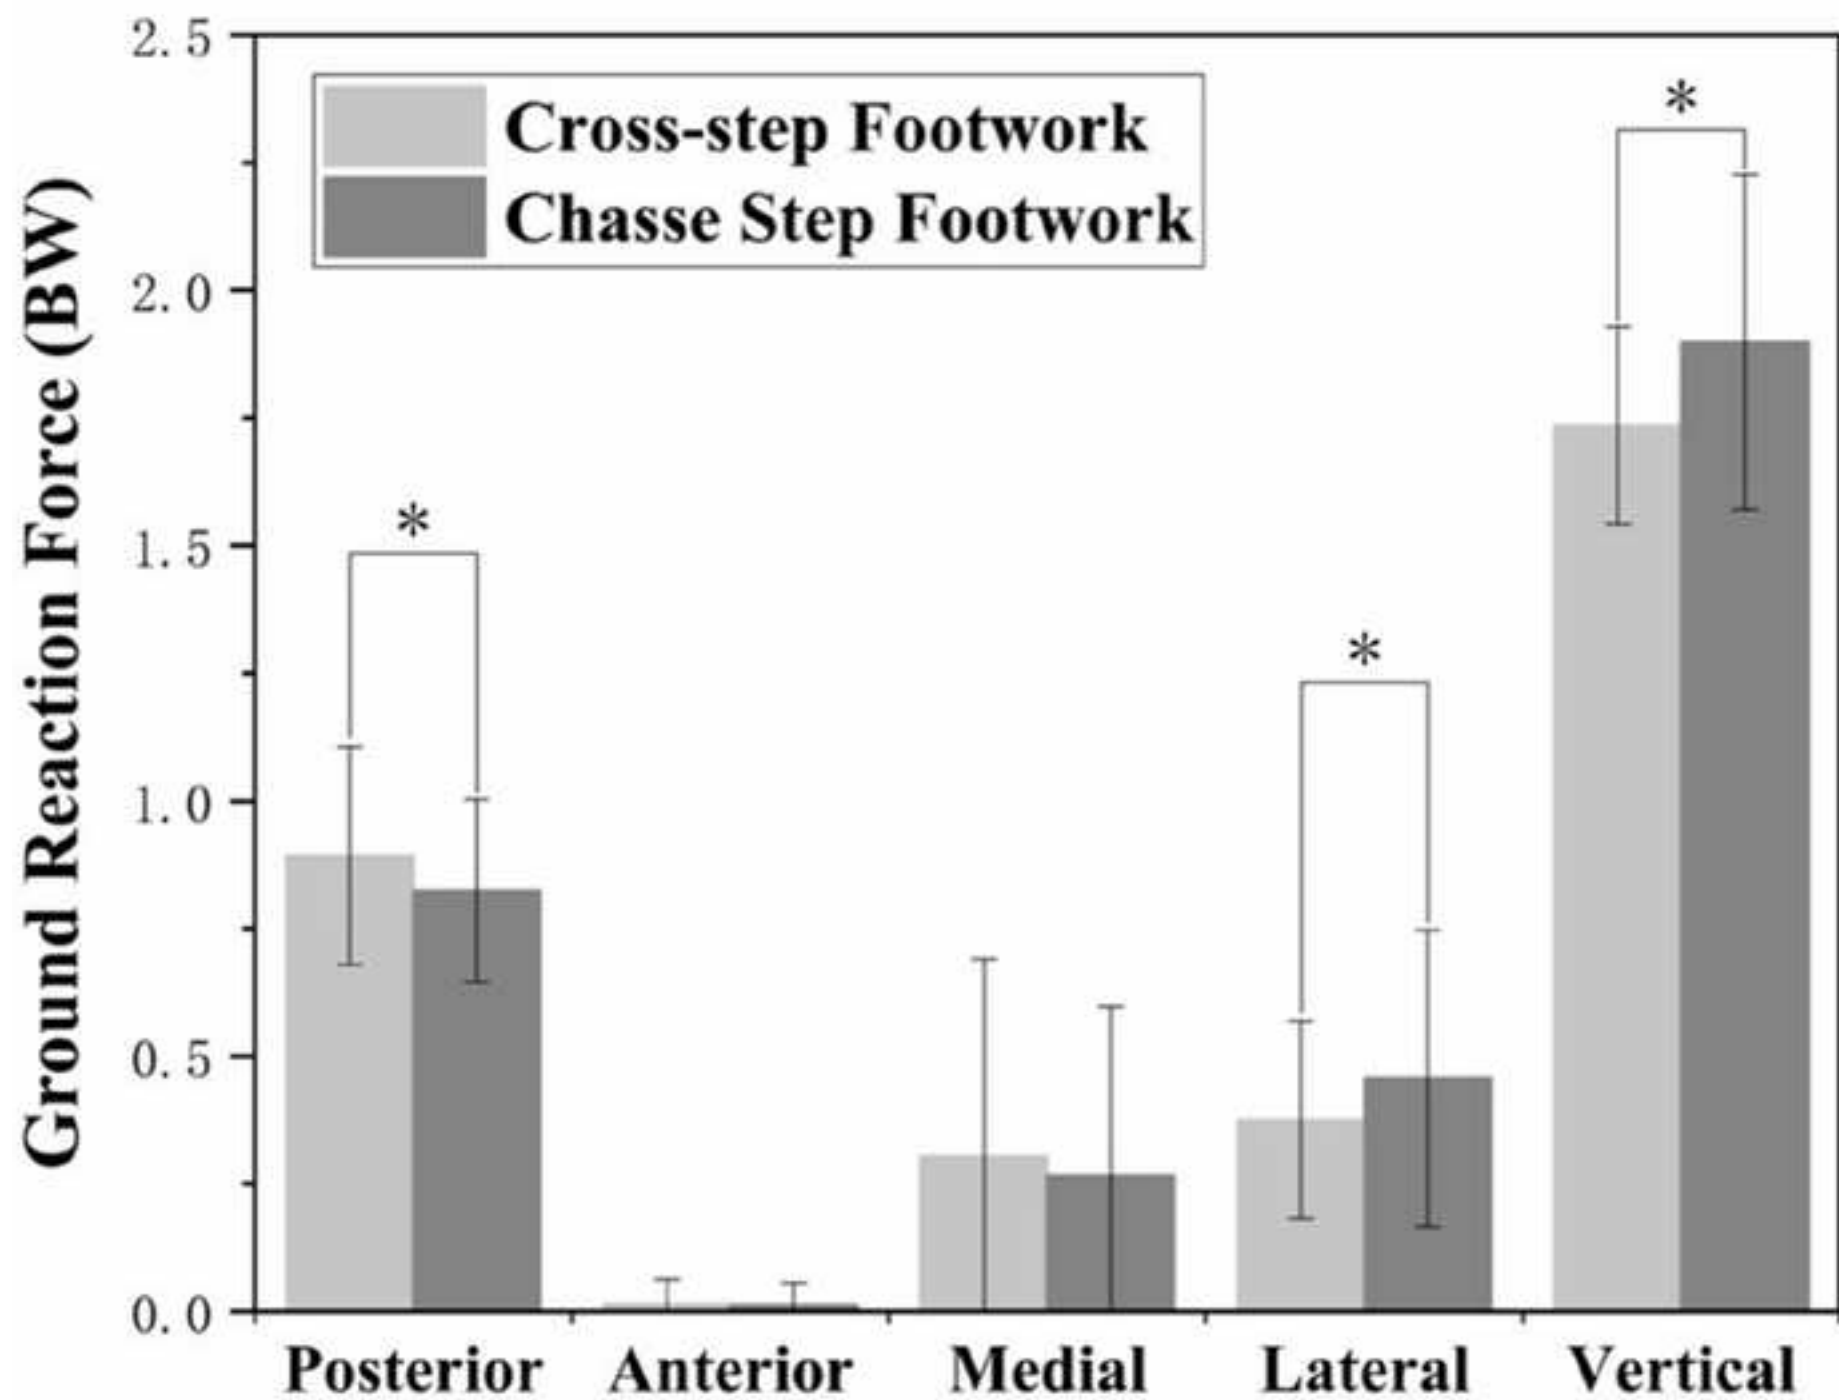 Ground Reaction Force (BW)
2.5
2.0
1.5
1.0
0.5
0.0
Cross-step Footwork
Chasse Step Footwork
*
*
*
Posterior Anterior Medial Lateral Vertical